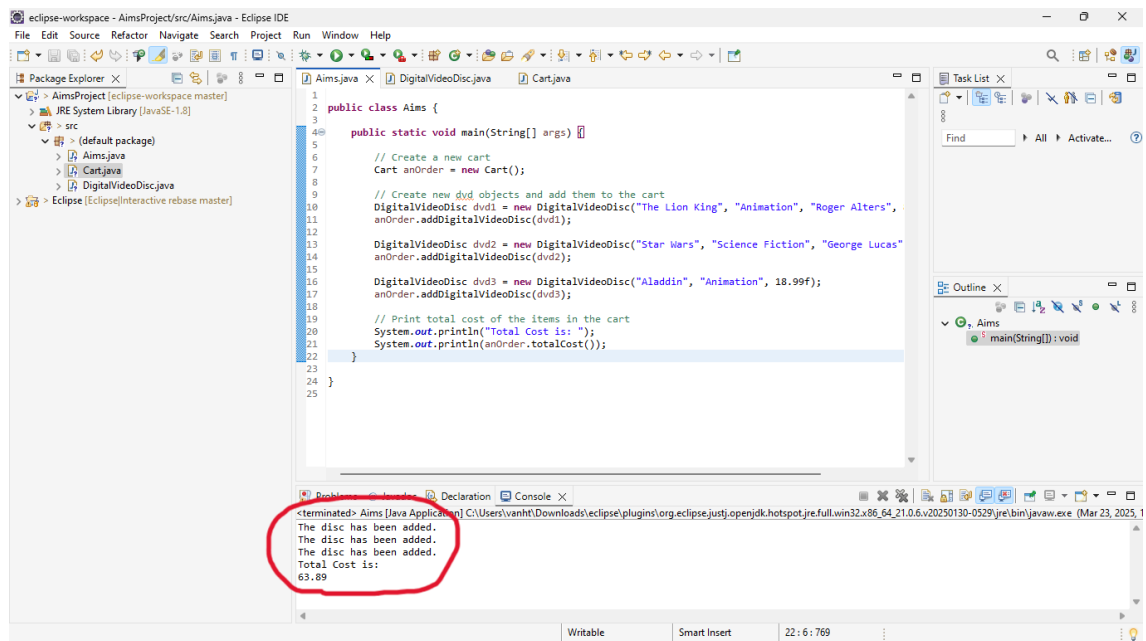 eclipse-workspace - AimsProject/src/Aims.java - Eclipse IDE
File Edit Source Refactor Navigate Search Project Run Window Help
Package Explorer
AimsProject [eclipse-workspace master]
JRE System Library [JavaSE-1.8]
> src
> (default package)
> Aims.java
> Cart.java
> DigitalVideoDisc.java
> Eclipse [Eclipse|Interactive rebase master]
Aims.java DigitalVideoDisc.java Cart.java
1
2 public class Aims {
3
4 public static void main(String[] args) {
5
6 // Create a new cart
7 Cart anOrder = new Cart();
8
9 // Create new dvd objects and add them to the cart
10 DigitalVideoDisc dvd1 = new DigitalVideoDisc("The Lion King", "Animation", "Roger Alters",
11 anOrder.addDigitalVideoDisc(dvd1);
12
13 DigitalVideoDisc dvd2 = new DigitalVideoDisc("Star Wars", "Science Fiction", "George Lucas"
14 anOrder.addDigitalVideoDisc(dvd2);
15
16 DigitalVideoDisc dvd3 = new DigitalVideoDisc("Aladdin", "Animation", 18.99f);
17 anOrder.addDigitalVideoDisc(dvd3);
18
19 // Print total cost of the items in the cart
20 System.out.println("Total Cost is: ");
21 System.out.println(anOrder.totalCost());
22 }
23
24 }
25
Task List
Find All Activate...
Outline
Aims
main(String[]) : void
Problems Javadoc Declaration Console
<terminated> Aims [Java Application] C:\Users\vanht\Downloads\eclipse\plugins\org.eclipse.justj.openjdk.hotspot.jre.full.win32.x86_64_21.0.6.v20250130-0529\jre\bin\javaw.exe (Mar 23, 2025, 1
The disc has been added.
The disc has been added.
The disc has been added.
Total Cost is:
63.89
Writable Smart Insert 22 : 6 : 769